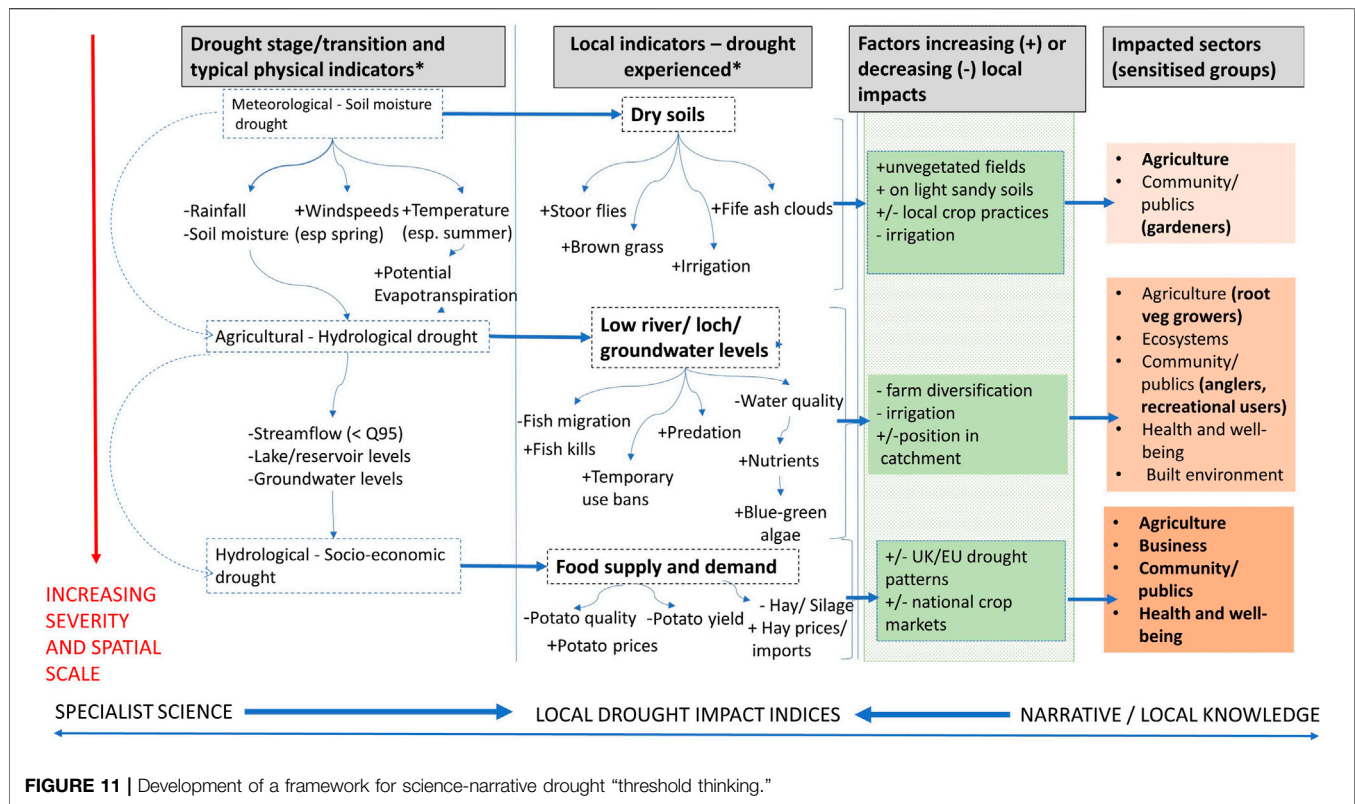 Drought stage/transition and
typical physical indicators*
Local indicators – drought
experienced*
Factors increasing (+) or
decreasing (-) local
impacts
Impacted sectors
(sensitised groups)
Meteorological - Soil moisture
drought
Dry soils
-Rainfall
-Soil moisture
+Windspeeds
(esp spring)
+Temperature
(esp. summer)
+Potential
Evapotranspiration
+Stoor flies
+Brown grass
+Irrigation
+Fife ash clouds
+unvegetated fields
+ on light sandy soils
+/- local crop practices
- irrigation
• Agriculture
• Community/
publics
(gardeners)
Agricultural - Hydrological drought
Low river/ loch/
groundwater levels
-Streamflow (< Q95)
-Lake/reservoir levels
-Groundwater levels
-Fish migration
+Fish kills
+Temporary
use bans
+Predation
-Water quality
+Nutrients
+Blue-green
algae
- farm diversification
- irrigation
+/-position in
catchment
• Agriculture (root
veg growers)
• Ecosystems
• Community/
publics (anglers,
recreational users)
• Health and well-
being
• Built environment
Hydrological - Socio-economic
drought
Food supply and demand
-Potato quality
+Potato prices
-Potato yield
- Hay/ Silage
+ Hay prices/
imports
+/- UK/EU drought
patterns
+/- national crop
markets
• Agriculture
• Business
• Community/
publics
• Health and well-
being
INCREASING
SEVERITY
AND SPATIAL
SCALE
SPECIALIST SCIENCE
LOCAL DROUGHT IMPACT INDICES
NARRATIVE / LOCAL KNOWLEDGE
FIGURE 11 | Development of a framework for science-narrative drought “threshold thinking.”